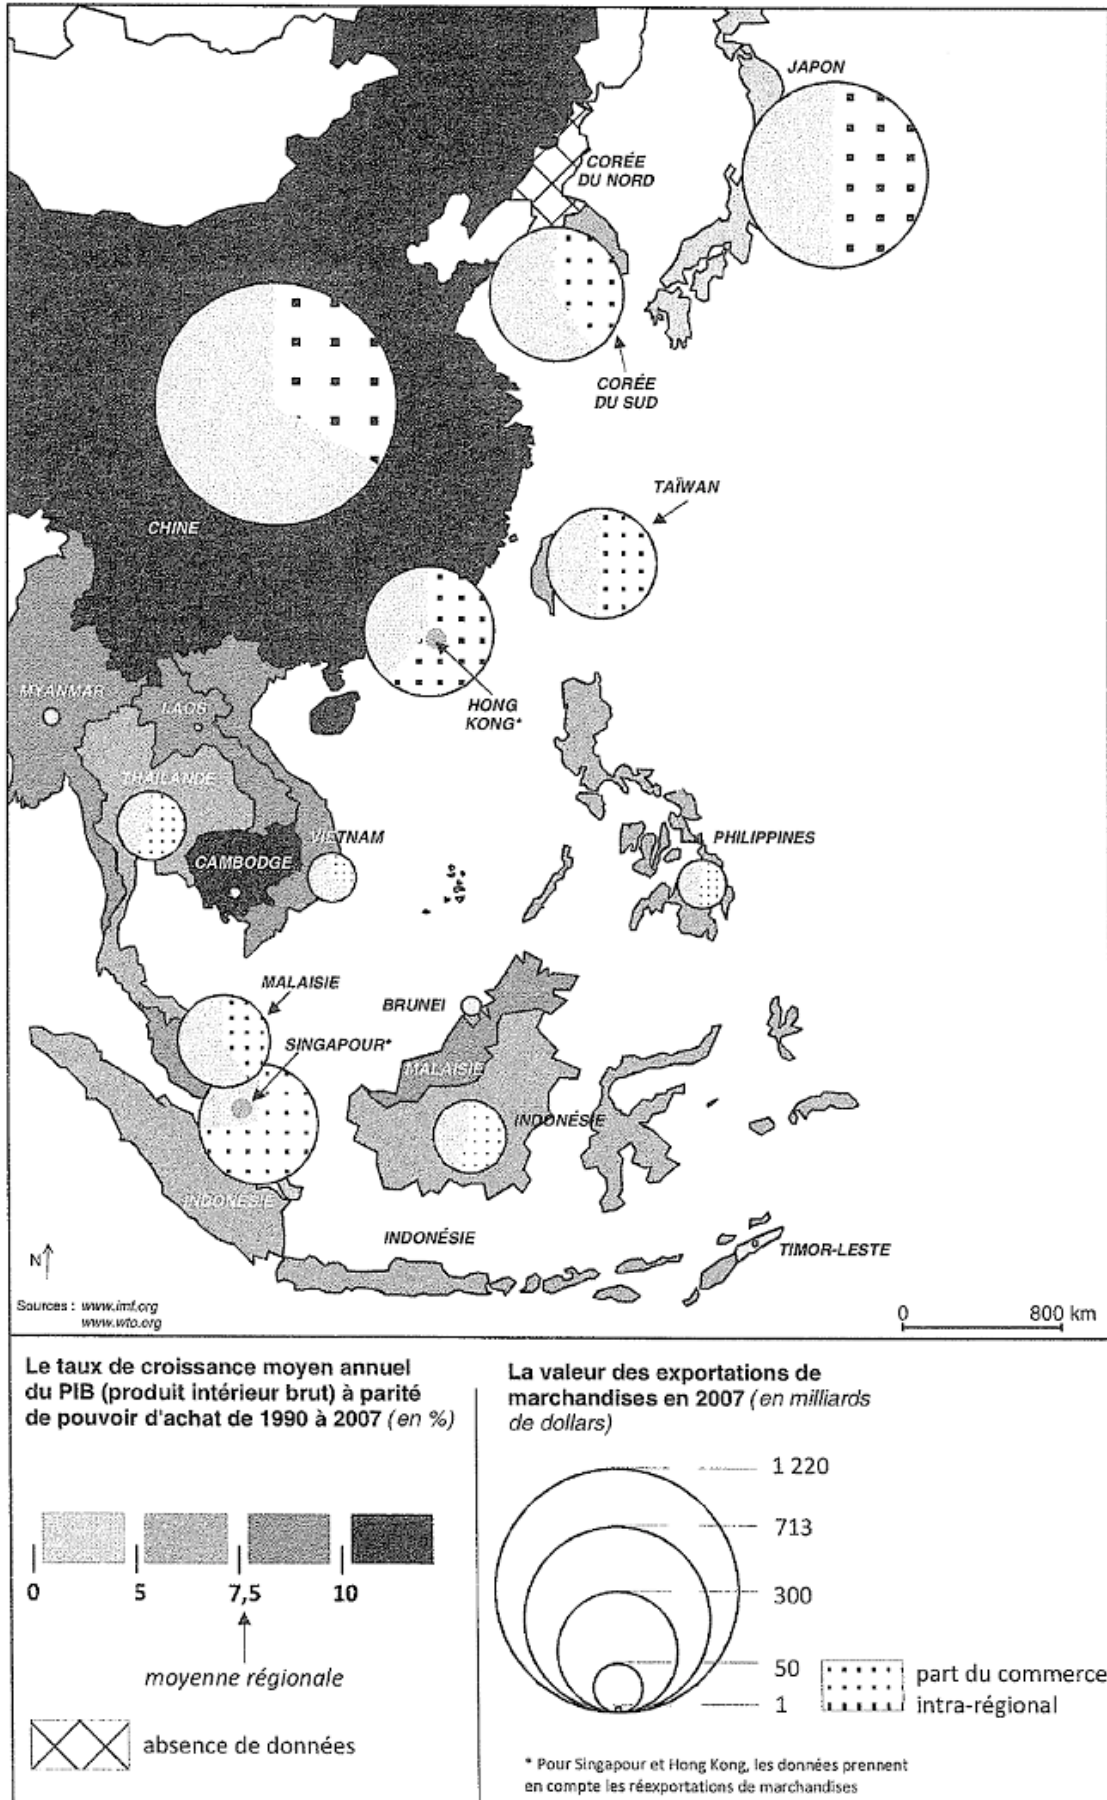 JAPON
CORÉE
DU NORD
CORÉE
DU SUD
CHINE
TAÏWAN
HONG
KONG*
MYANMAR
LAOS
THAÏLANDE
VIETNAM
CAMBODGE
PHILIPPINES
MALAISIE
BRUNEI
SINGAPOUR*
MALAISIE
INDONÉSIE
INDONÉSIE
INDONÉSIE
TIMOR-LESTE
N
Sources : www.imf.org
www.wto.org
0 800 km
Le taux de croissance moyen annuel
du PIB (produit intérieur brut) à parité
de pouvoir d'achat de 1990 à 2007 (en %)
0 5 7,5 10
moyenne régionale
absence de données
La valeur des exportations de
marchandises en 2007 (en milliards
de dollars)
1 220
713
300
50
1
part du commerce
intra-régional
* Pour Singapour et Hong Kong, les données prennent
en compte les réexportations de marchandises